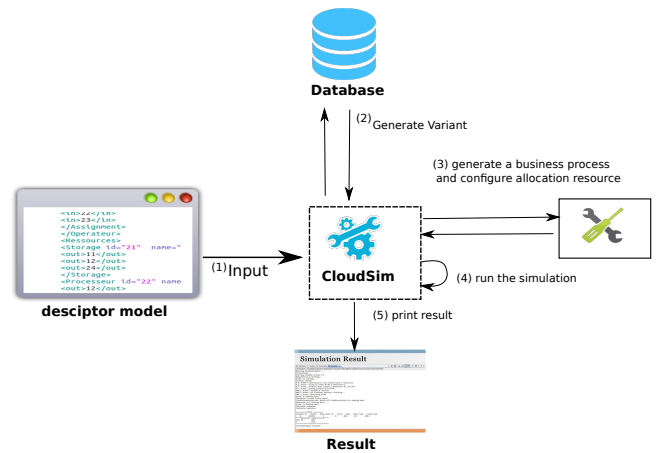 Database
(2)Generate Variant
(3) generate a business process
and configure allocation resource
<in>22</in>
<in>23</in>
</Assignment>
</Operateur>
<Ressources>
<Storage id="21" name="
<out>11</out>
<out>12</out>
<out>24</out>
</Storage>
<Processeur id="22" name
<out>12</out>
(1)Input
CloudSim
(4) run the simulation
desciptor model
(5) print result
Simulation Result
Result